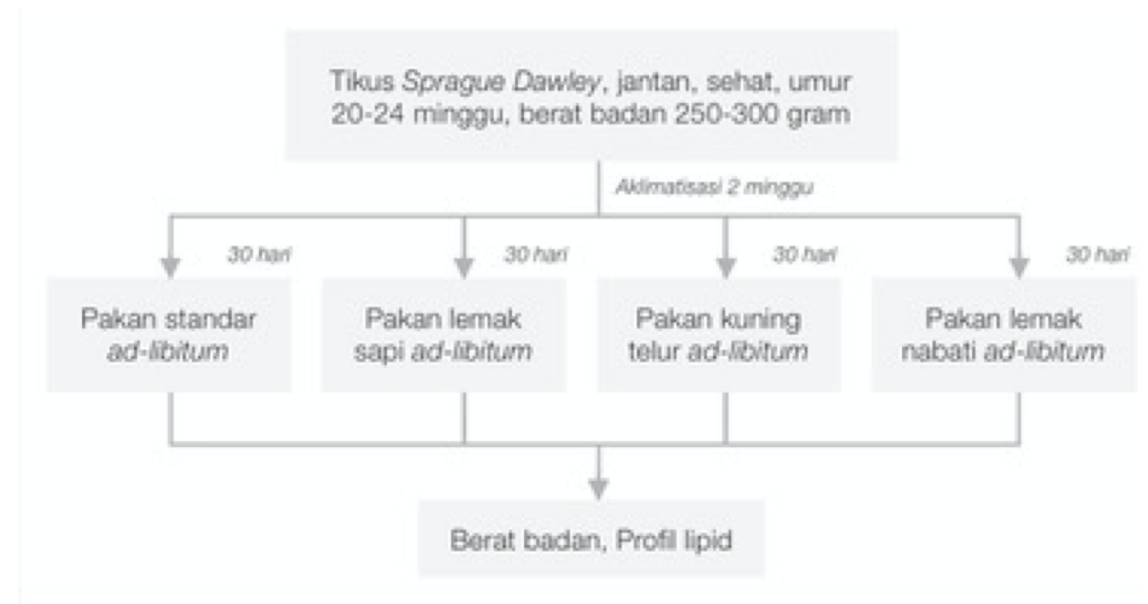 Tikus Sprague Dawley, jantan, sehat, umur
20-24 minggu, berat badan 250-300 gram
Aklimatisasi 2 minggu
30 hari
30 hari
30 hari
30 hari
Pakan standar
ad-libitum
Pakan lemak
sapi ad-libitum
Pakan kuning
telur ad-libitum
Pakan lemak
nabati ad-libitum
Berat badan, Profil lipid